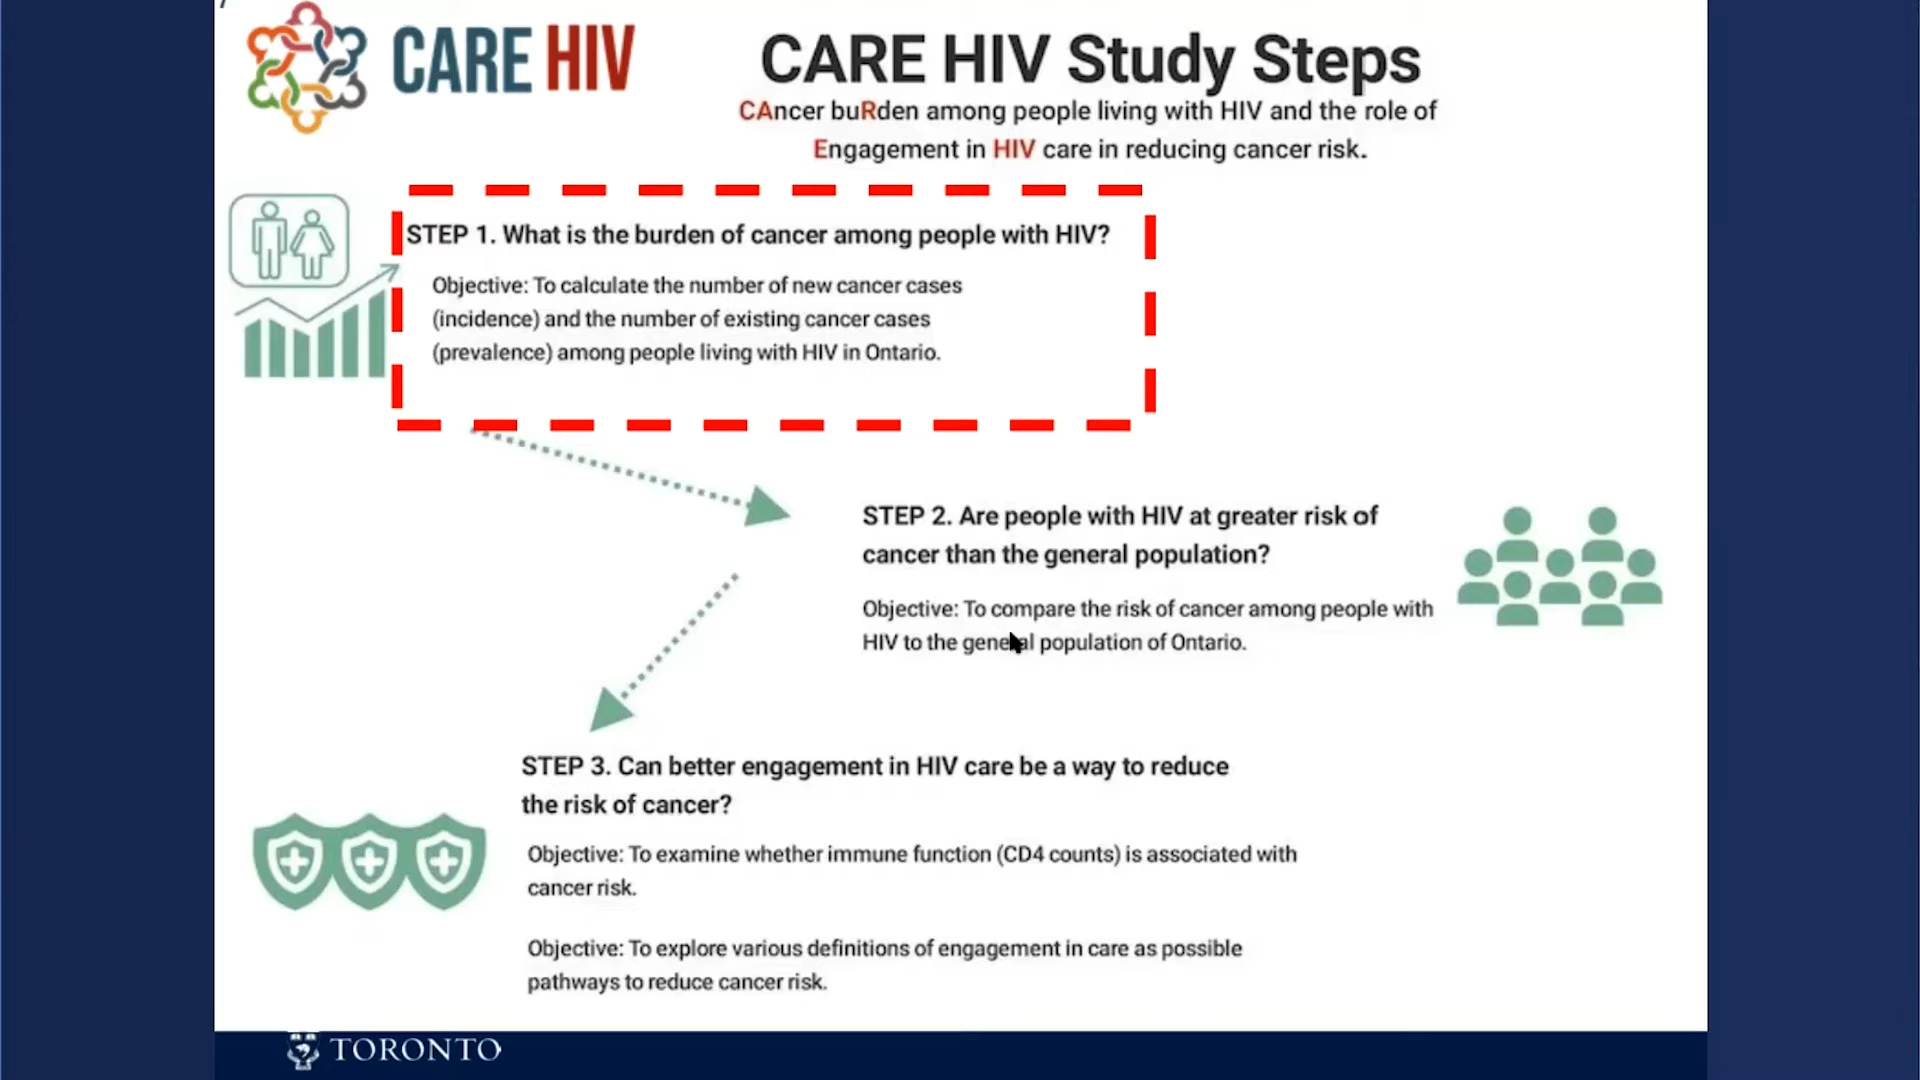 CARE HIV
CARE HIV Study Steps
CAncer buRden among people living with HIV and the role of
Engagement in HIV care in reducing cancer risk.
STEP 1. What is the burden of cancer among people with HIV?
Objective: To calculate the number of new cancer cases
(incidence) and the number of existing cancer cases
(prevalence) among people living with HIV in Ontario.
STEP 2. Are people with HIV at greater risk of
cancer than the general population?
Objective: To compare the risk of cancer among people with
HIV to the general population of Ontario.
STEP 3. Can better engagement in HIV care be a way to reduce
the risk of cancer?
Objective: To examine whether immune function (CD4 counts) is associated with
cancer risk.
Objective: To explore various definitions of engagement in care as possible
pathways to reduce cancer risk.
TORONTO